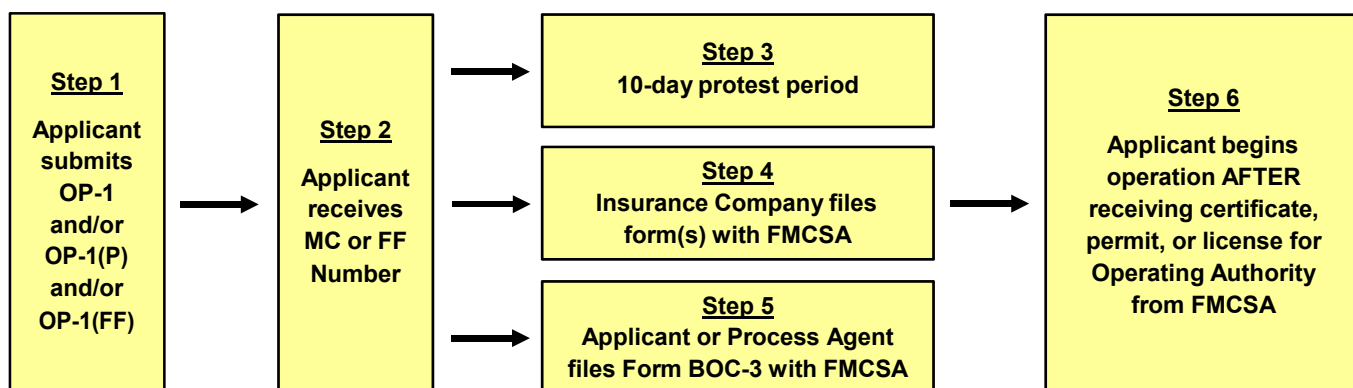 Step 1
Applicant
submits
OP-1
and/or
OP-1(P)
and/or
OP-1(FF)
Step 2
Applicant
receives
MC or FF
Number
Step 3
10-day protest period
Step 4
Insurance Company files
form(s) with FMCSA
Step 5
Applicant or Process Agent
files Form BOC-3 with FMCSA
Step 6
Applicant begins
operation AFTER
receiving certificate,
permit, or license for
Operating Authority
from FMCSA